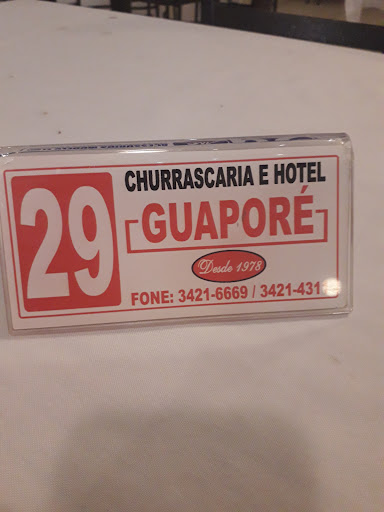 29
CHURRASCARIA E HOTEL
GUAPORÉ
Desde 1978
FONE: 3421-6669 / 3421-431